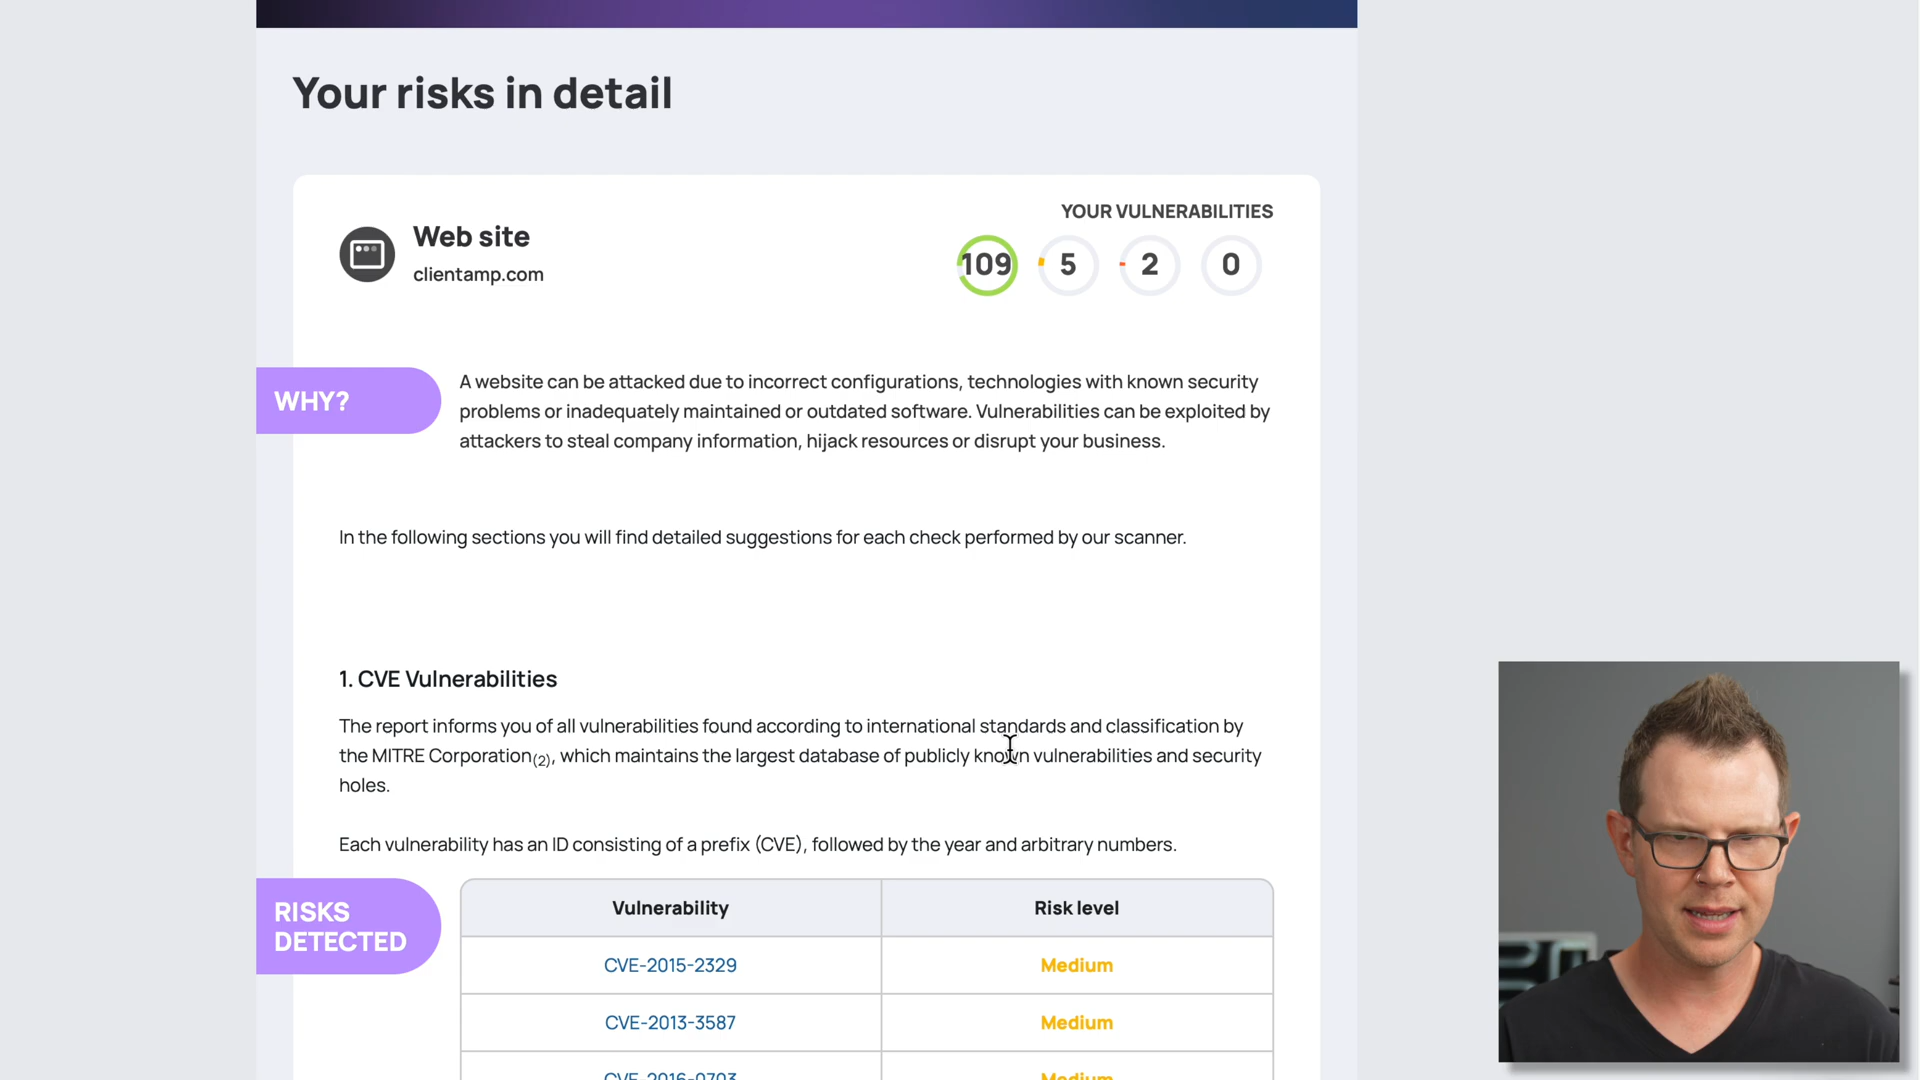 Your risks in detail
Web site
clientamp.com
YOUR VULNERABILITIES
109 5 2 0
WHY?
A website can be attacked due to incorrect configurations, technologies with known security
problems or inadequately maintained or outdated software. Vulnerabilities can be exploited by
attackers to steal company information, hijack resources or disrupt your business.
In the following sections you will find detailed suggestions for each check performed by our scanner.
1. CVE Vulnerabilities
The report informs you of all vulnerabilities found according to international standards and classification by
the MITRE Corporation(2), which maintains the largest database of publicly known vulnerabilities and security
holes.
Each vulnerability has an ID consisting of a prefix (CVE), followed by the year and arbitrary numbers.
RISKS
DETECTED
Vulnerability Risk level
CVE-2015-2329 Medium
CVE-2013-3587 Medium
CVE-2016-0703 Medium